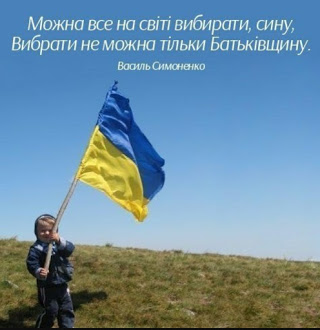 Можна все на світі вибирати, сину,
Вибрати не можна тільки Батьківщину.
Василь Симоненко